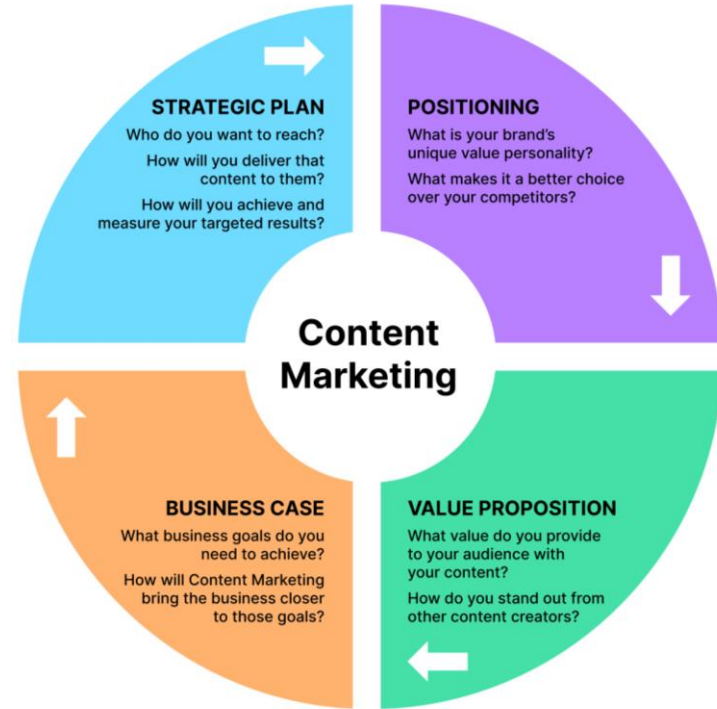 STRATEGIC PLAN
Who do you want to reach?
How will you deliver that
content to them?
How will you achieve and
measure your targeted results?
POSITIONING
What is your brand's
unique value personality?
What makes it a better choice
over your competitors?
Content
Marketing
BUSINESS CASE
What business goals do you
need to achieve?
How will Content Marketing
bring the business closer
to those goals?
VALUE PROPOSITION
What value do you provide
to your audience with
your content?
How do you stand out from
other content creators?